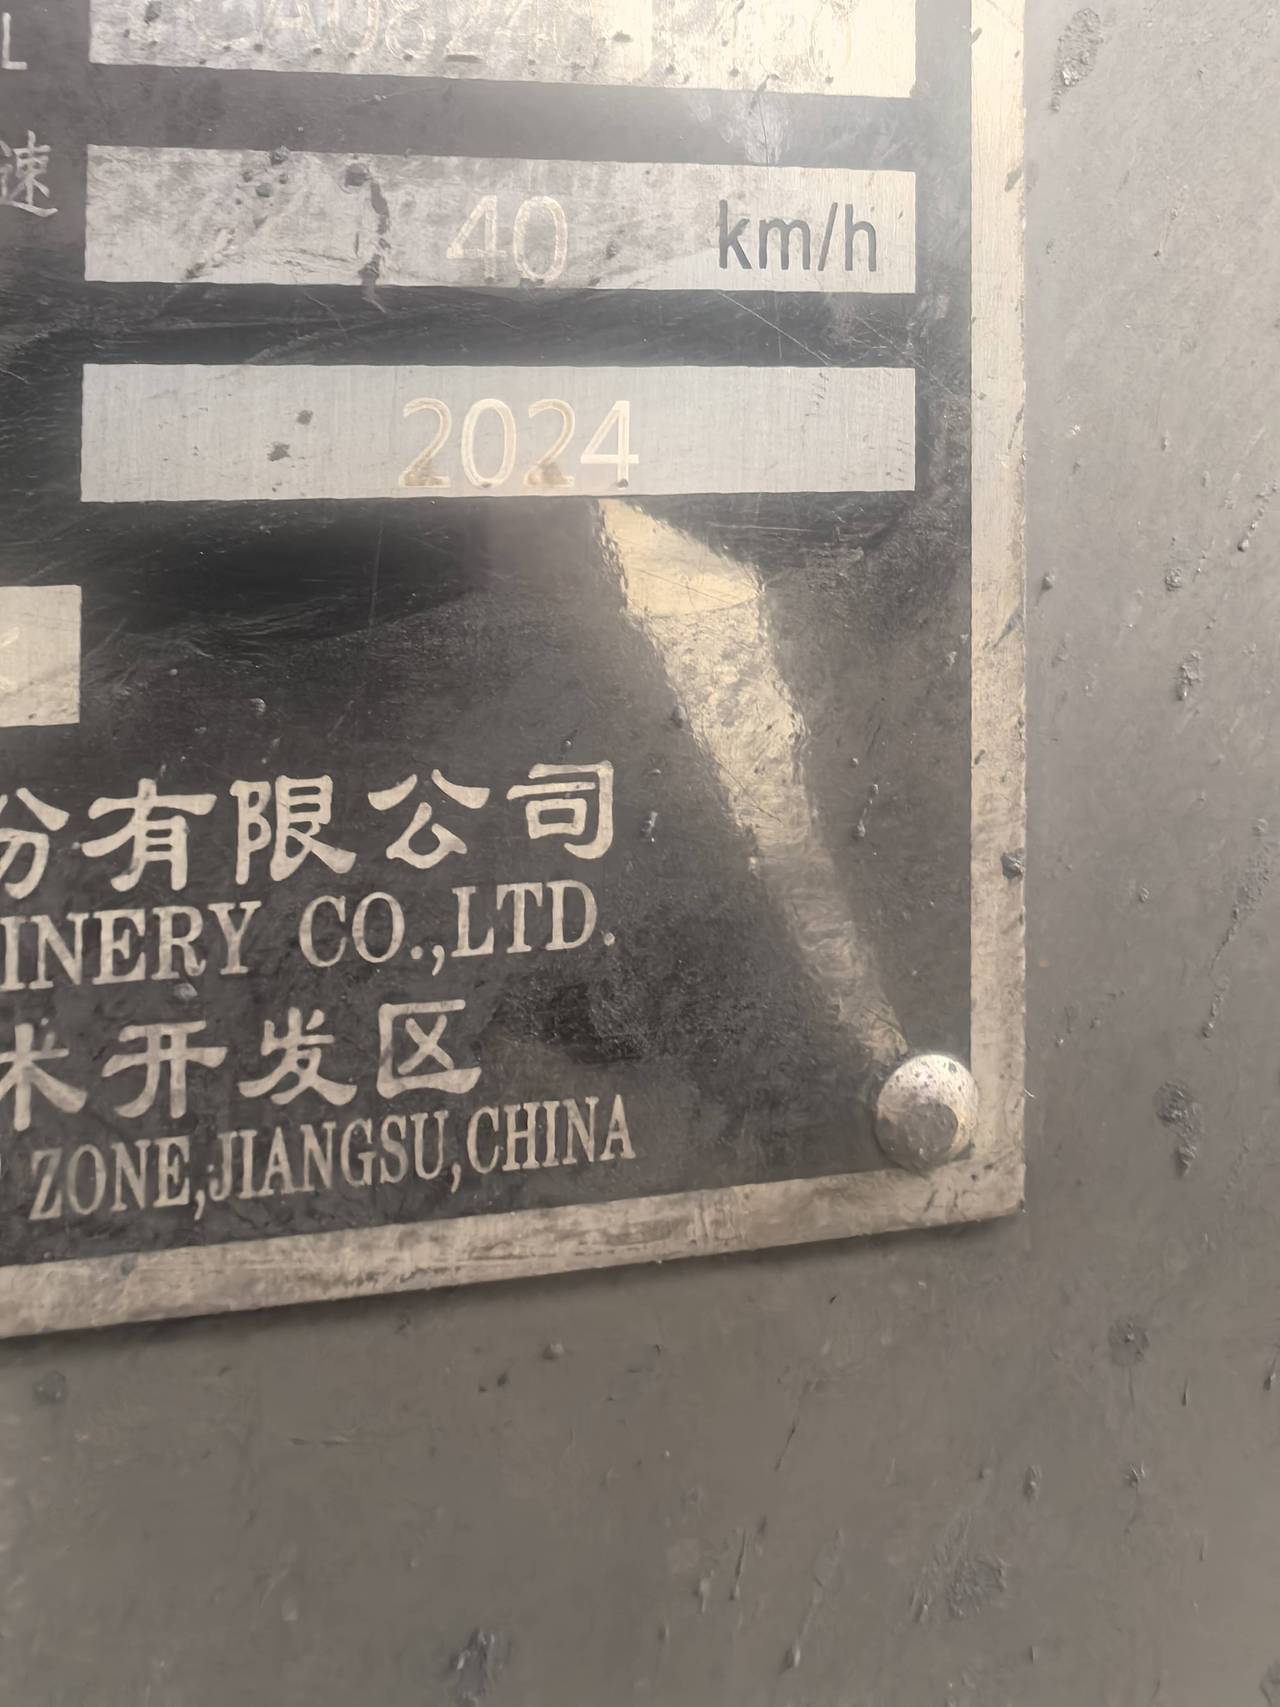 L
速 40 km/h
2024
份有限公司
INERY CO.,LTD.
术开发区
ZONE,JIANGSU,CHINA